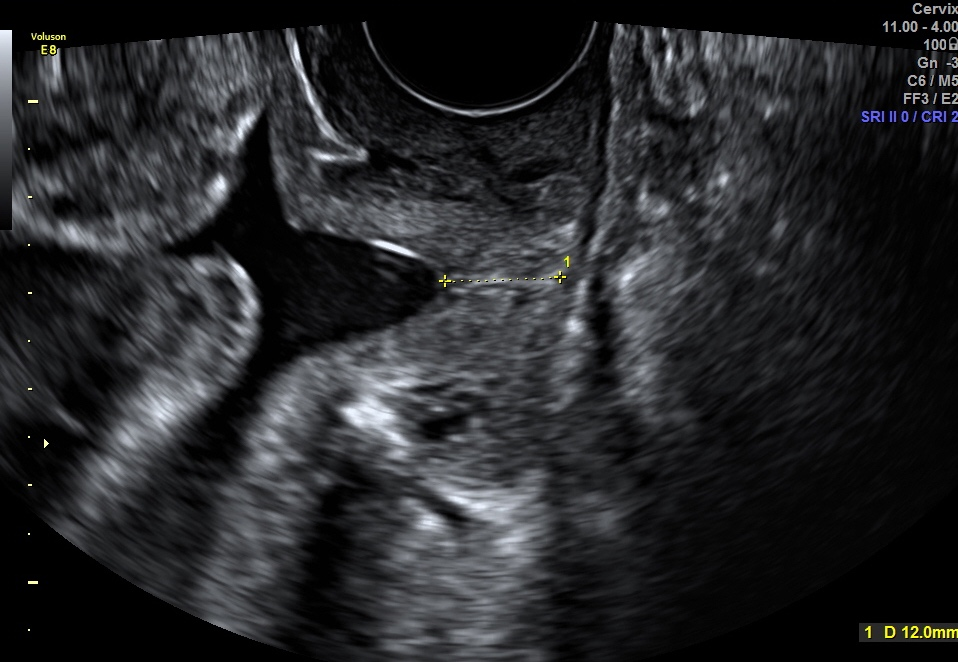 Voluson
E8
Cervix
11.00 - 4.00
100
Gn -3
C6 / M5
FF3 / E2
SRI II 0 / CRI 2
1
1 D 12.0mm